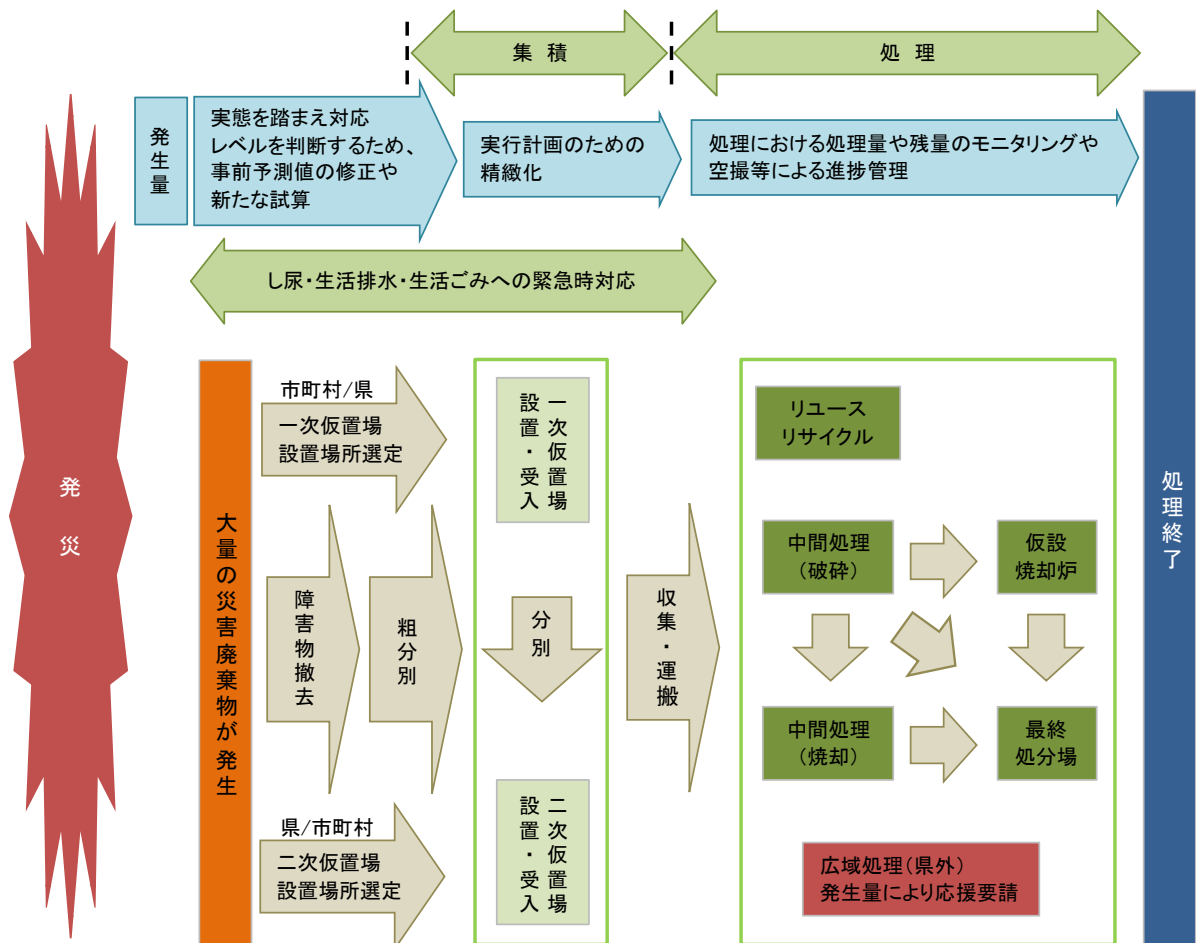 集 積
処 理
発生量
実態を踏まえ対応
レベルを判断するため、
事前予測値の修正や
新たな試算
実行計画のための
精緻化
処理における処理量や残量のモニタリングや
空撮等による進捗管理
し尿・生活排水・生活ごみへの緊急時対応
発災
大量の災害廃棄物が発生
市町村/県
一次仮置場
設置場所選定
障害物撤去
粗分別
県/市町村
二次仮置場
設置場所選定
一次仮置場
設置・受入
分別
二次仮置場
設置・受入
収集・運搬
リユース
リサイクル
中間処理
(破砕)
仮設
焼却炉
中間処理
(焼却)
最終
処分場
広域処理(県外)
発生量により応援要請
処理終了